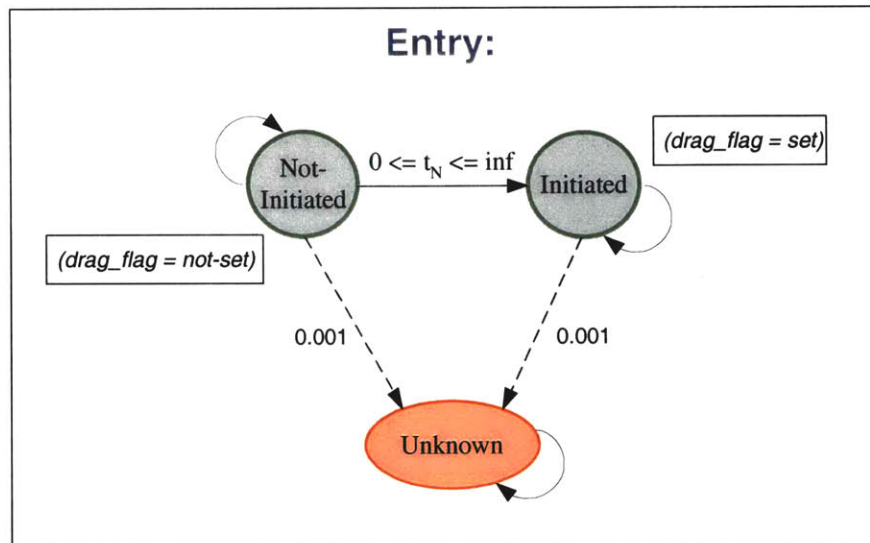 Entry:
(drag_flag = set)
Not-
Initiated
0 <= t_N <= inf
Initiated
(drag_flag = not-set)
0.001
0.001
Unknown